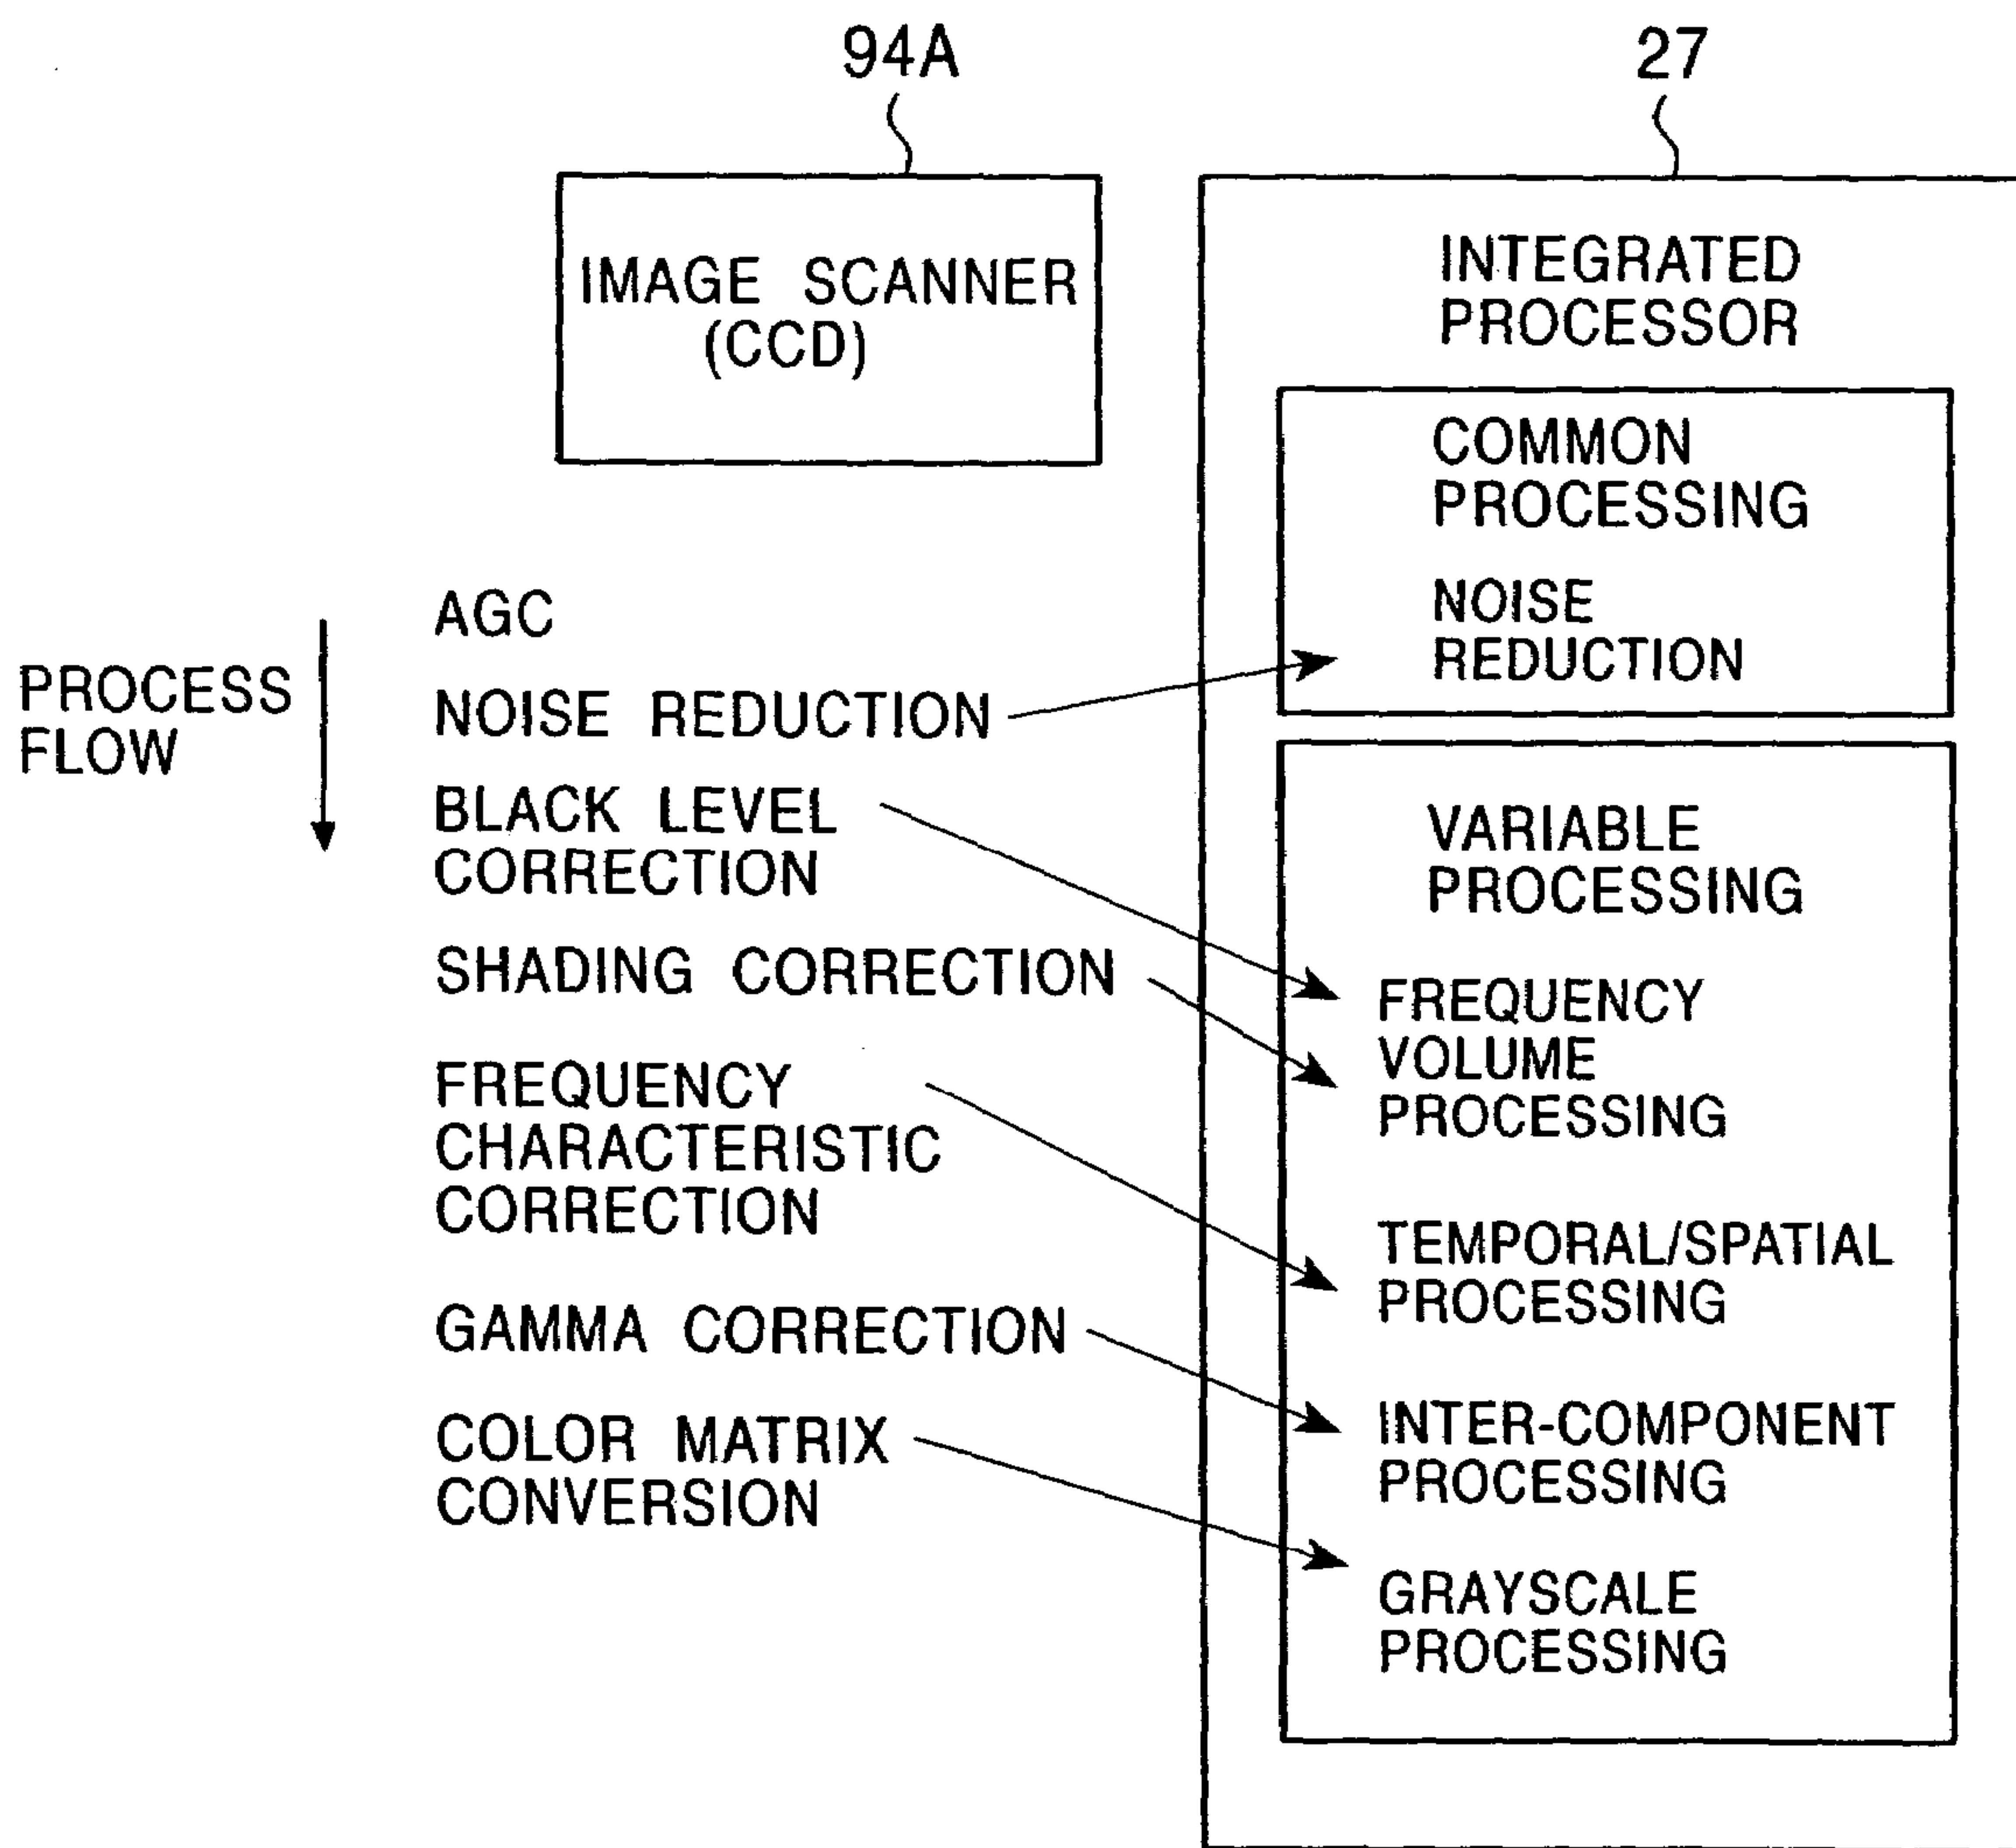 94A
27
IMAGE SCANNER
(CCD)
INTEGRATED
PROCESSOR
COMMON
PROCESSING
NOISE
REDUCTION
PROCESS
FLOW
AGC
NOISE REDUCTION
BLACK LEVEL
CORRECTION
SHADING CORRECTION
FREQUENCY
CHARACTERISTIC
CORRECTION
GAMMA CORRECTION
COLOR MATRIX
CONVERSION
VARIABLE
PROCESSING
FREQUENCY
VOLUME
PROCESSING
TEMPORAL/SPATIAL
PROCESSING
INTER-COMPONENT
PROCESSING
GRAYSCALE
PROCESSING